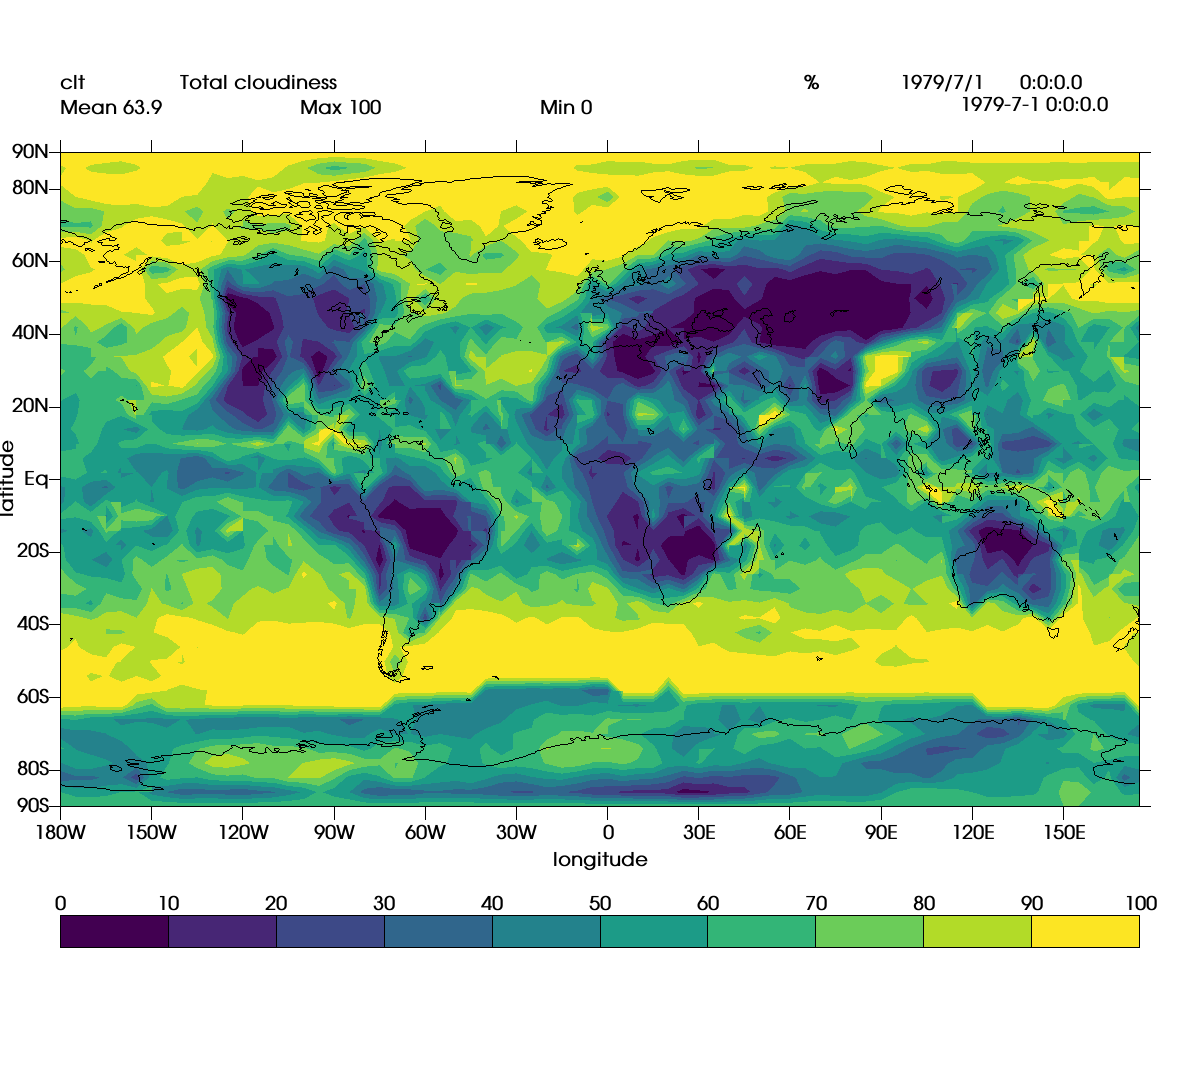 clt Total cloudiness % 1979/7/1 0:0:0.0
Mean 63.9 Max 100 Min 0 1979-7-1 0:0:0.0
90N
80N
60N
40N
20N
Eq
20S
40S
60S
80S
90S
latitude
180W 150W 120W 90W 60W 30W 0 30E 60E 90E 120E 150E
longitude
0 10 20 30 40 50 60 70 80 90 100